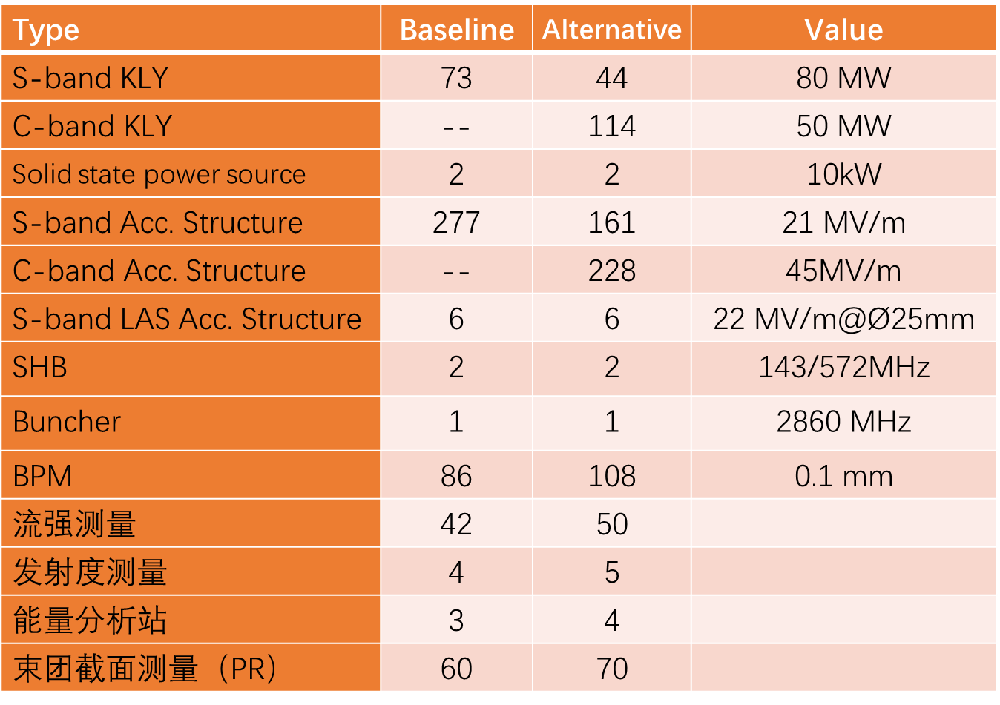 Type Baseline Alternative Value
S-band KLY 73 44 80 MW
C-band KLY -- 114 50 MW
Solid state power source 2 2 10kW
S-band Acc. Structure 277 161 21 MV/m
C-band Acc. Structure -- 228 45MV/m
S-band LAS Acc. Structure 6 6 22 MV/m@Ø25mm
SHB 2 2 143/572MHz
Buncher 1 1 2860 MHz
BPM 86 108 0.1 mm
流强测量 42 50
发射度测量 4 5
能量分析站 3 4
束团截面测量（PR） 60 70